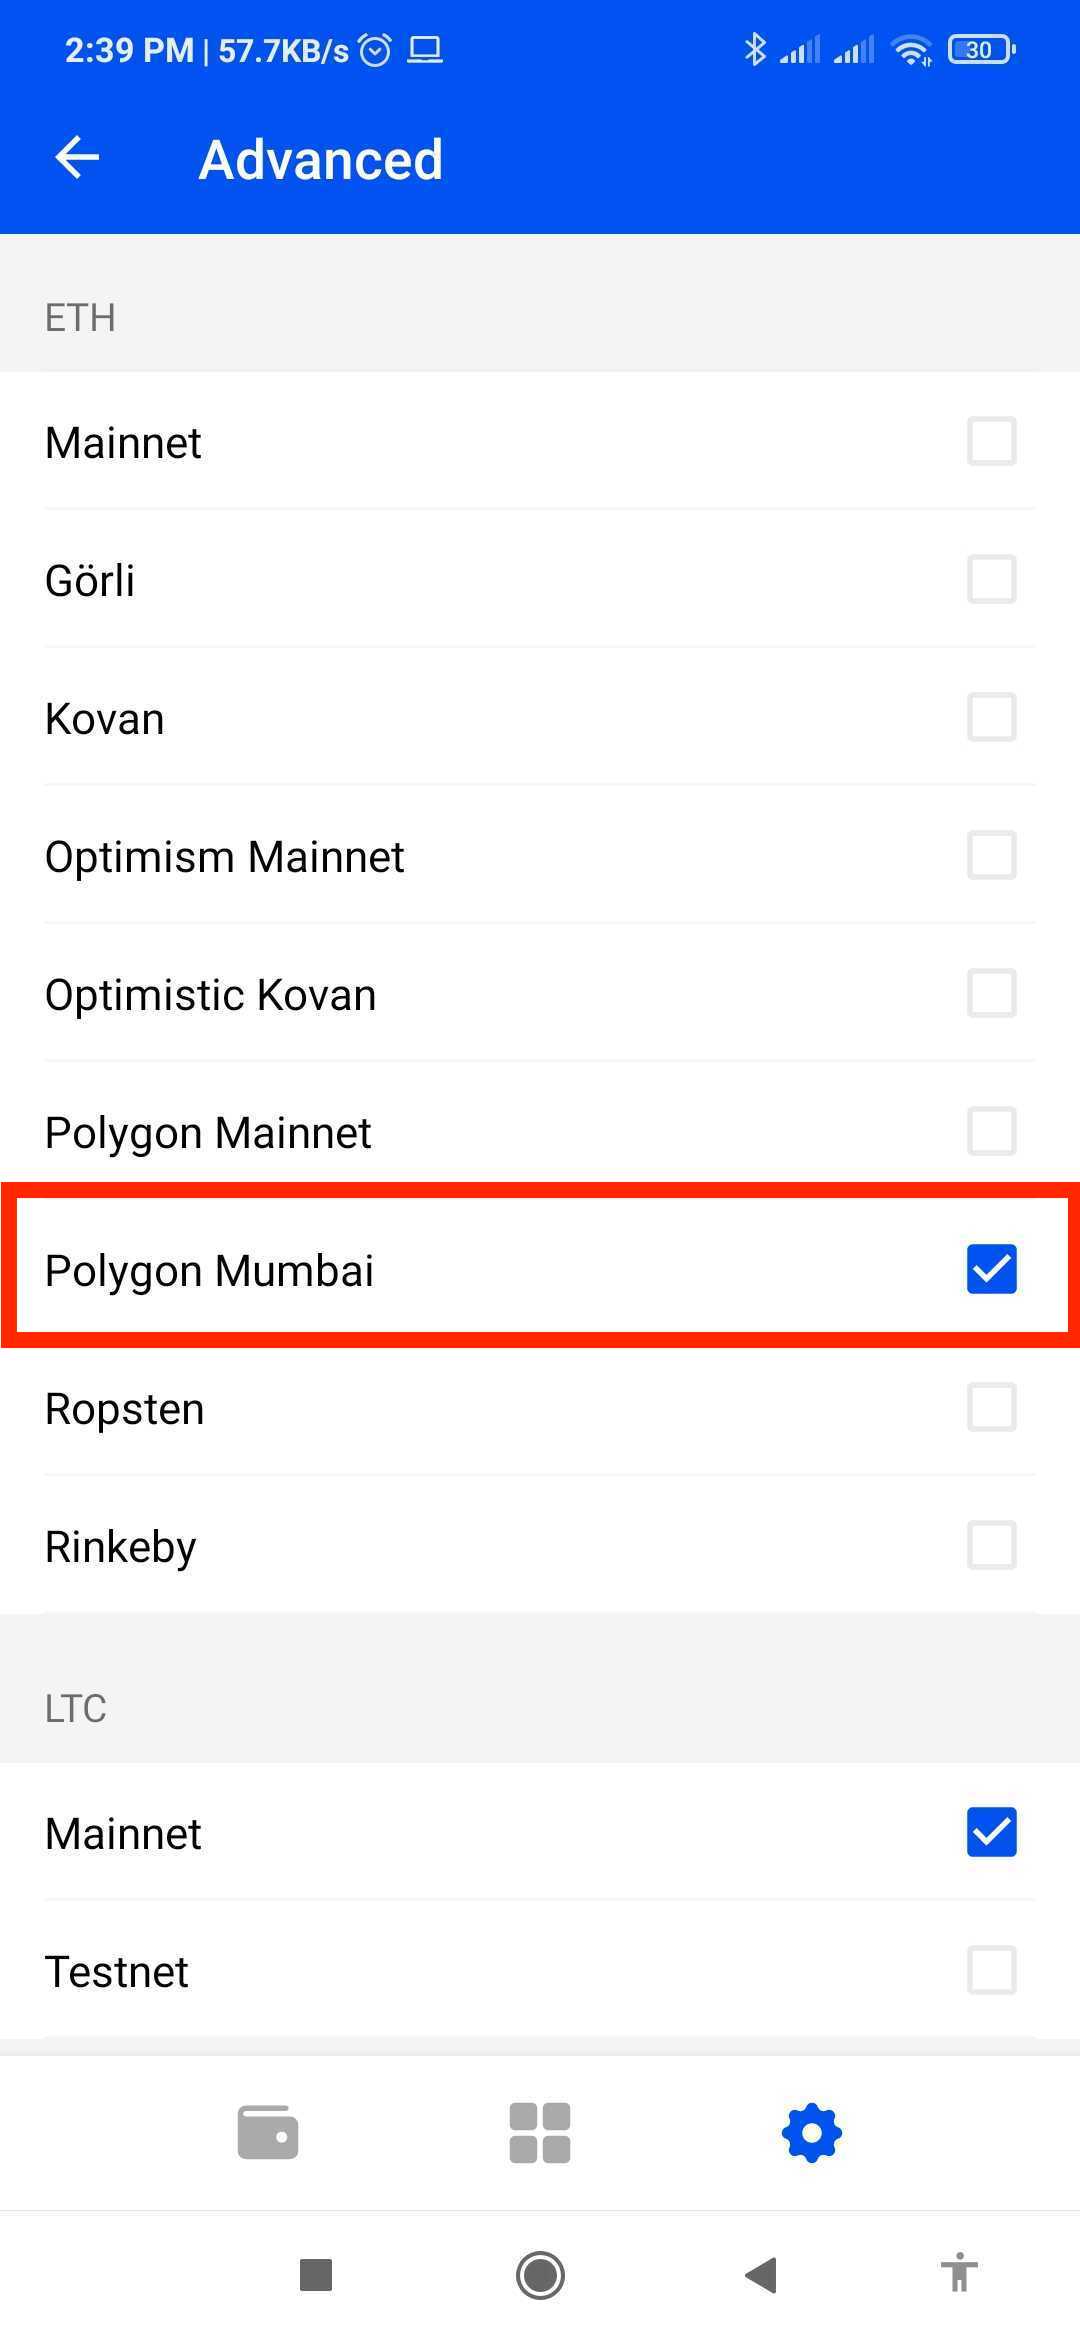 2:39 PM | 57.7KB/s
30
Advanced
ETH
Mainnet
Görli
Kovan
Optimism Mainnet
Optimistic Kovan
Polygon Mainnet
Polygon Mumbai
Ropsten
Rinkeby
LTC
Mainnet
Testnet